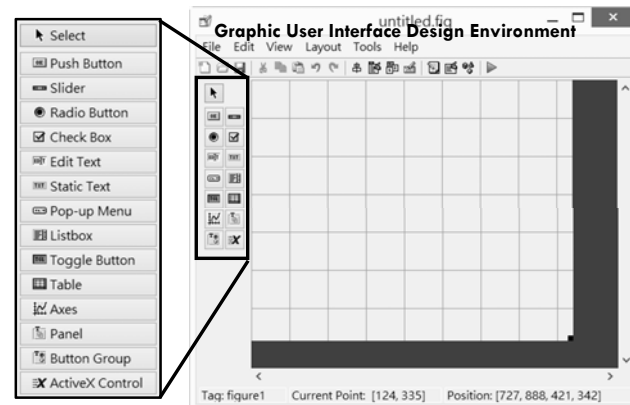 Select
Push Button
Slider
Radio Button
Check Box
Edit Text
Static Text
Pop-up Menu
Listbox
Toggle Button
Table
Axes
Panel
Button Group
ActiveX Control
untitled.fig
Graphic User Interface Design Environment
File Edit View Layout Tools Help
Tag: figure1 Current Point: [124, 335] Position: [727, 888, 421, 342]